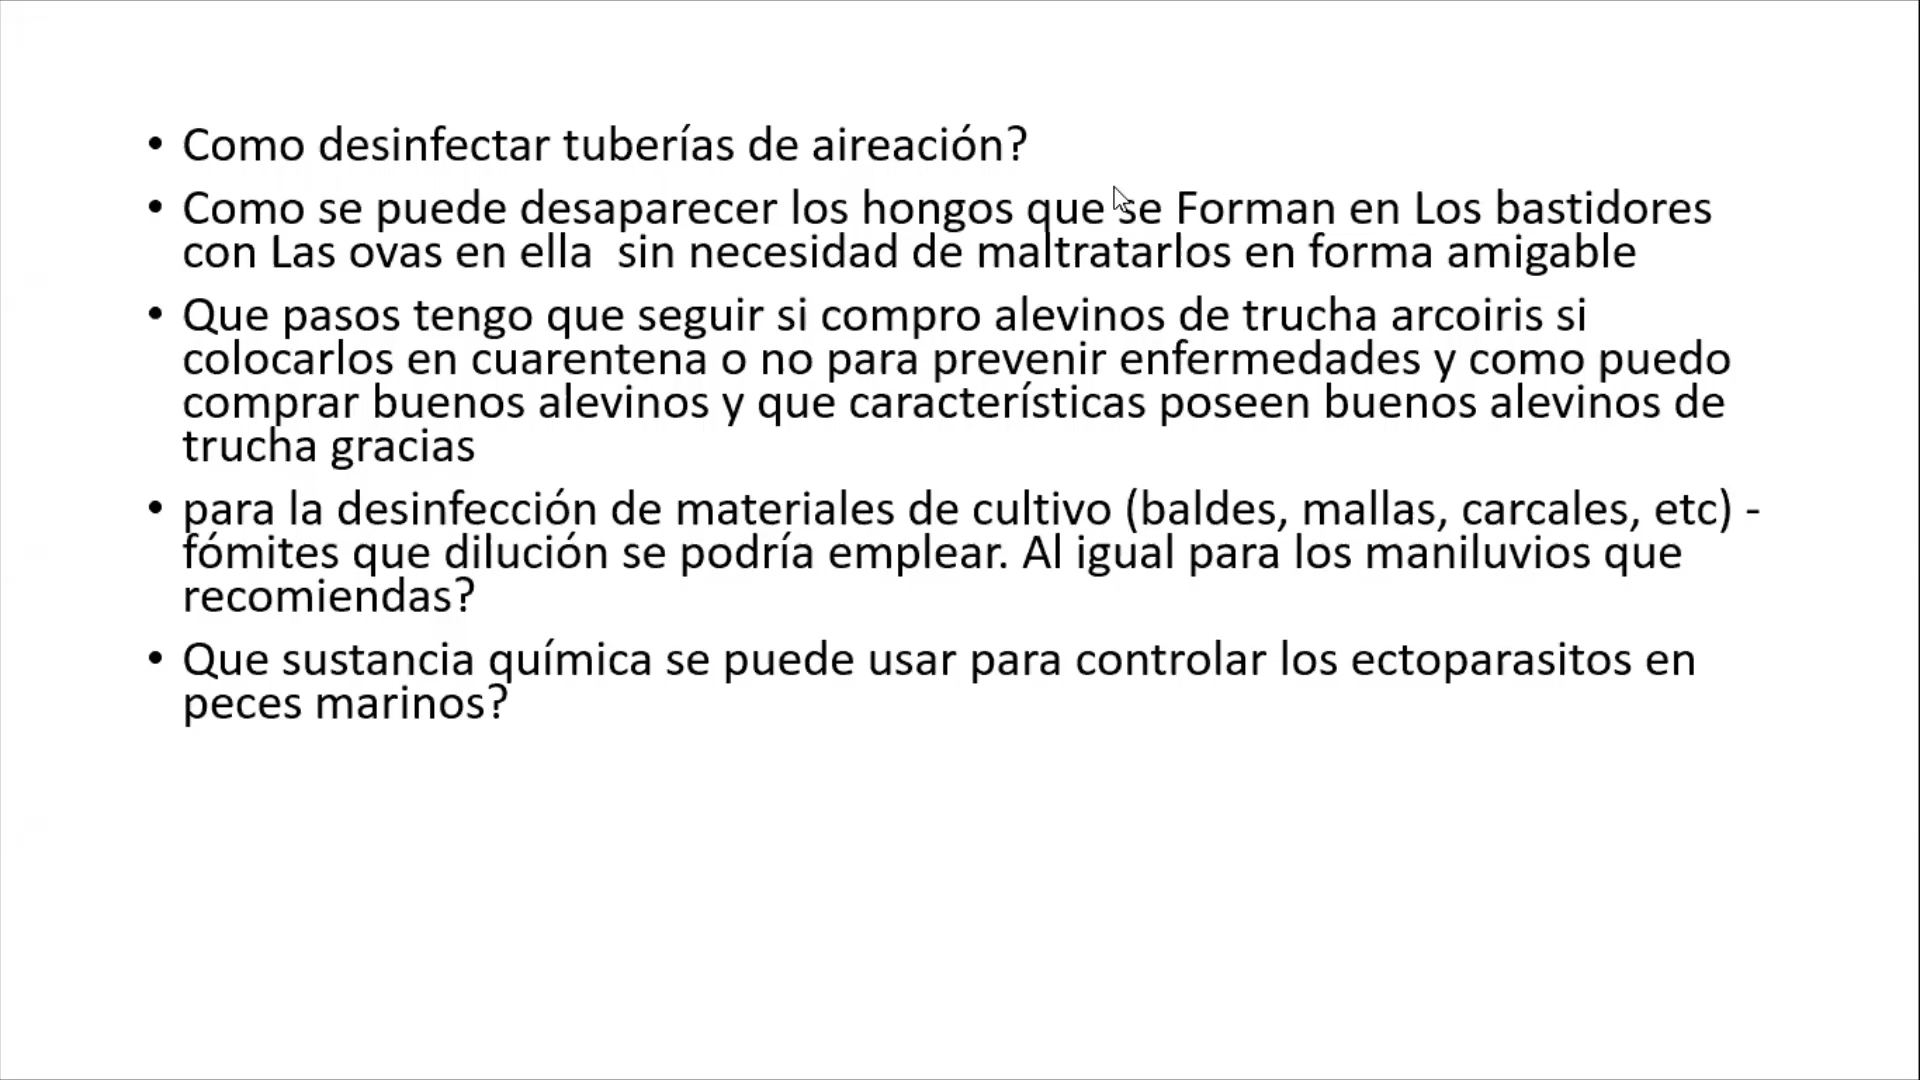 • Como desinfectar tuberías de aireación?
• Como se puede desaparecer los hongos que se Forman en Los bastidores
con Las ovas en ella  sin necesidad de maltratarlos en forma amigable
• Que pasos tengo que seguir si compro alevinos de trucha arcoiris si
colocarlos en cuarentena o no para prevenir enfermedades y como puedo
comprar buenos alevinos y que características poseen buenos alevinos de
trucha gracias
• para la desinfección de materiales de cultivo (baldes, mallas, carcales, etc) -
fómites que dilución se podría emplear. Al igual para los maniluvios que
recomiendas?
• Que sustancia química se puede usar para controlar los ectoparasitos en
peces marinos?